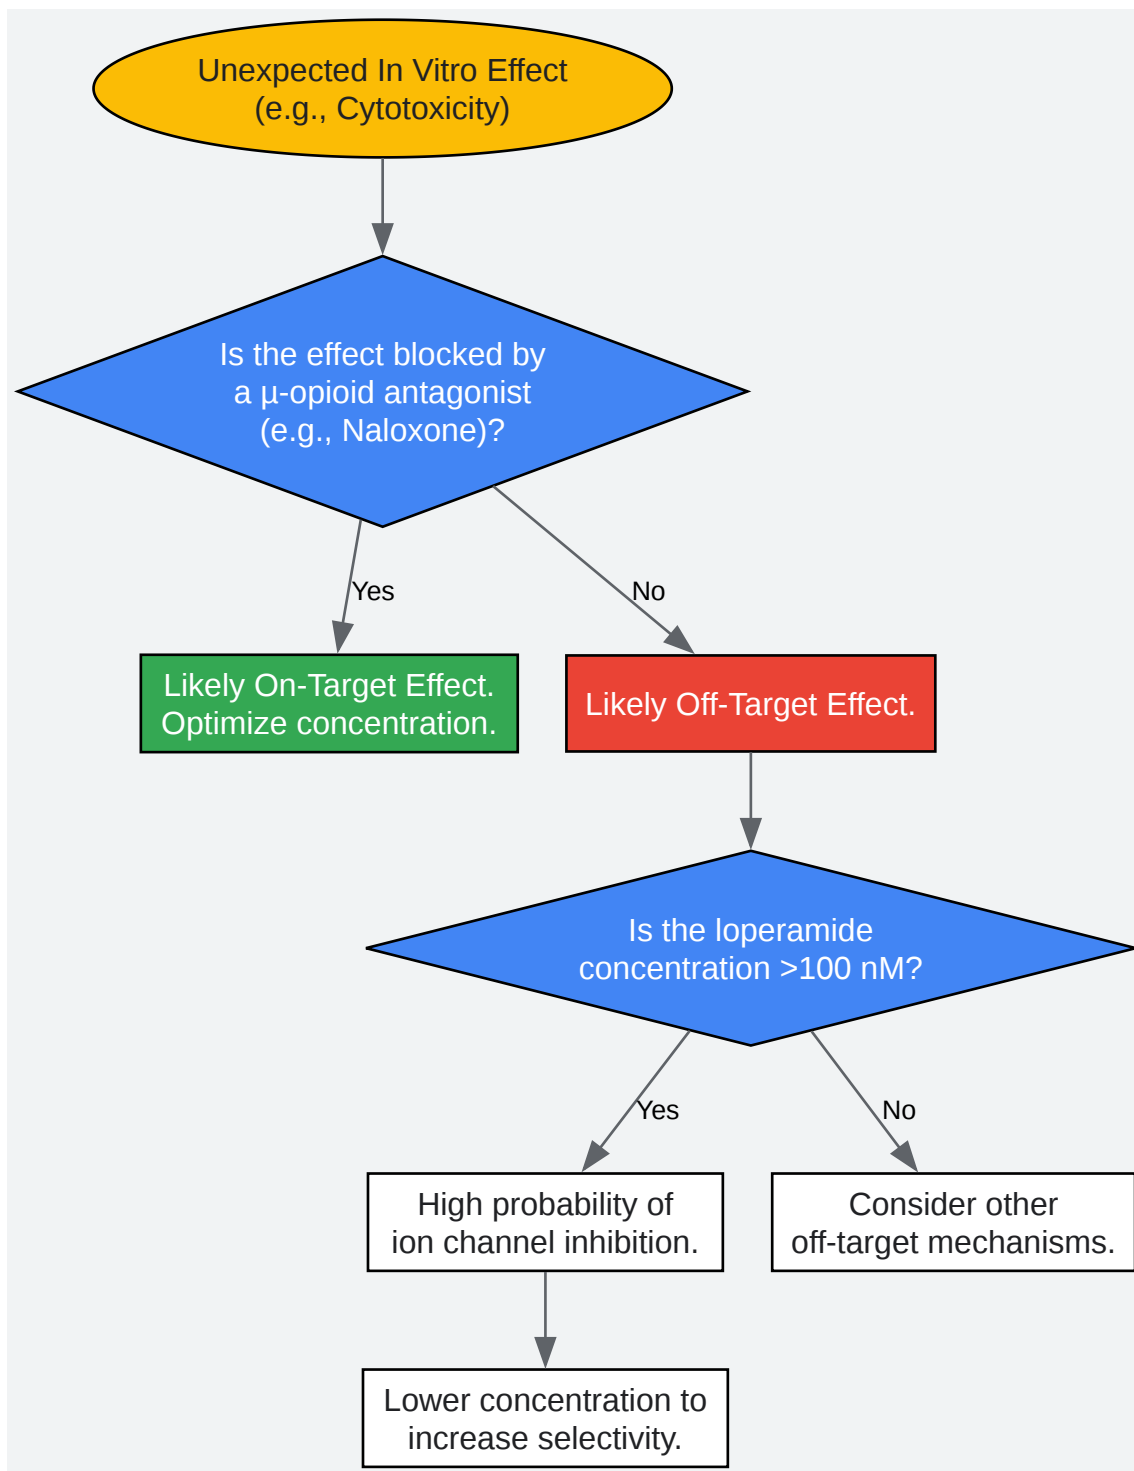 Unexpected In Vitro Effect
(e.g., Cytotoxicity)
Is the effect blocked by
a µ-opioid antagonist
(e.g., Naloxone)?
Yes
No
Likely On-Target Effect.
Optimize concentration.
Likely Off-Target Effect.
Is the loperamide
concentration >100 nM?
Yes
No
High probability of
ion channel inhibition.
Consider other
off-target mechanisms.
Lower concentration to
increase selectivity.